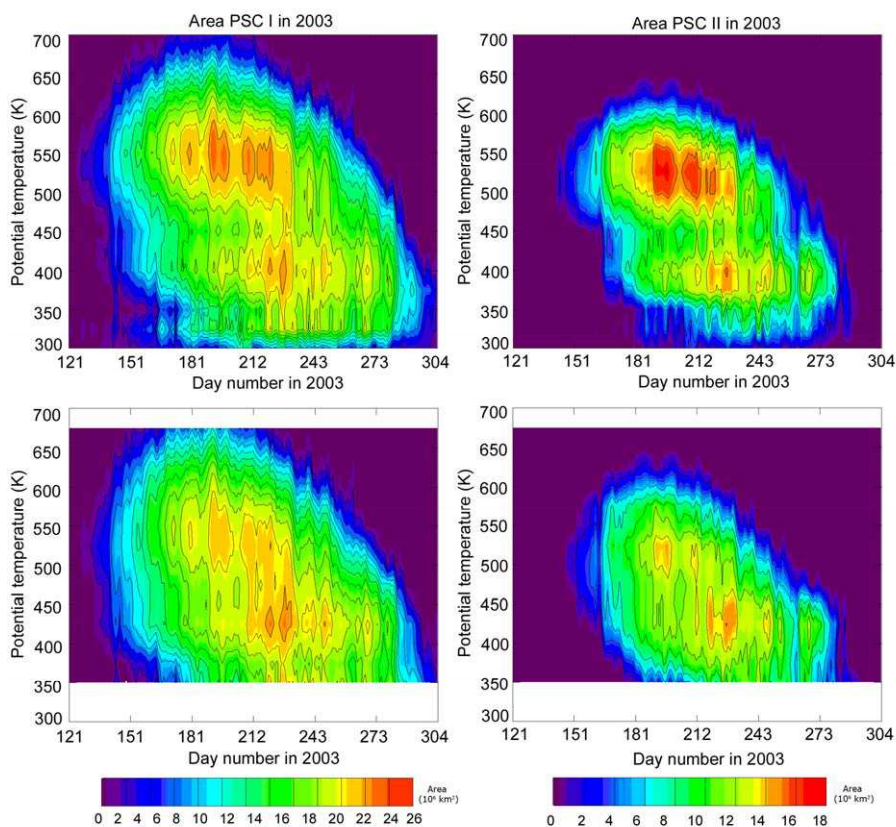 Area PSC I in 2003
700
650
600
550
500
450
400
350
300
Potential temperature (K)
121 151 181 212 243 273 304
Day number in 2003
Area PSC II in 2003
700
650
600
550
500
450
400
350
300
Potential temperature (K)
121 151 181 212 243 273 304
Day number in 2003
700
650
600
550
500
450
400
350
300
Potential temperature (K)
121 151 181 212 243 273 304
Day number in 2003
700
650
600
550
500
450
400
350
300
Potential temperature (K)
121 151 181 212 243 273 304
Day number in 2003
Area
(10⁶ km²)
0 2 4 6 8 10 12 14 16 18 20 22 24 26
Area
(10⁶ km²)
0 2 4 6 8 10 12 14 16 18